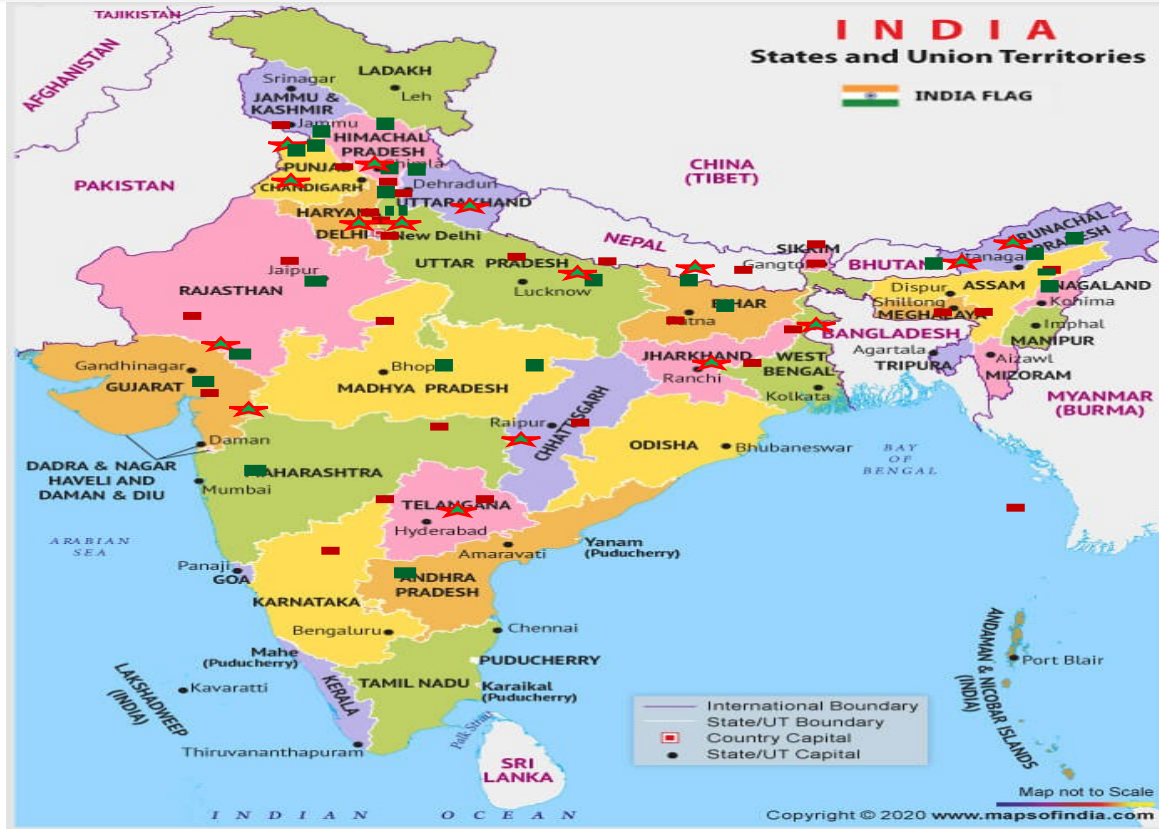 TAJIKISTAN
AFGHANISTAN
INDIA
States and Union Territories
INDIA FLAG
LADAKH
Srinagar
Leh
JAMMU &
KASHMIR
Jammu
HIMACHAL
PRADESH
CHINA
(TIBET)
PAKISTAN
PUNJAB
CHANDIGARH
Dehradun
UTTARAKHAND
HARYANA
DELHI
New Delhi
NEPAL
SIKKIM
Gangtok
BHUTAN
ARUNACHAL
PRADESH
Itanagar
UTTAR PRADESH
Lucknow
Jaipur
RAJASTHAN
BIHAR
Patna
Dispur
ASSAM
NAGALAND
Shillong
MEGHALAYA
Kohima
BANGLADESH
Imphal
MANIPUR
Gandhinagar
GUJARAT
Bhopal
MADHYA PRADESH
JHARKHAND
Ranchi
WEST
BENGAL
Kolkata
Agartala
TRIPURA
Aizawl
MIZORAM
MYANMAR
(BURMA)
Raipur
CHHATTISGARH
ODISHA
Bhubaneswar
BAY
OF
BENGAL
Daman
DADRA & NAGAR
HAVELI AND
DAMAN & DIU
MAHARASHTRA
Mumbai
TELANGANA
Hyderabad
ARABIAN
SEA
Yanam
(Puducherry)
Amaravati
Panaji
GOA
ANDHRA
PRADESH
KARNATAKA
Bengaluru
Chennai
Mahe
(Puducherry)
PUDUCHERRY
TAMIL NADU
Karaikal
(Puducherry)
KERALA
LAKSHADWEEP
(INDIA)
Kavaratti
Thiruvananthapuram
Palk Strait
SRI
LANKA
ANDAMAN & NICOBAR ISLANDS
(INDIA)
Port Blair
International Boundary
State/UT Boundary
Country Capital
State/UT Capital
INDIAN OCEAN
Map not to Scale
Copyright © 2020 www.mapsofindia.com